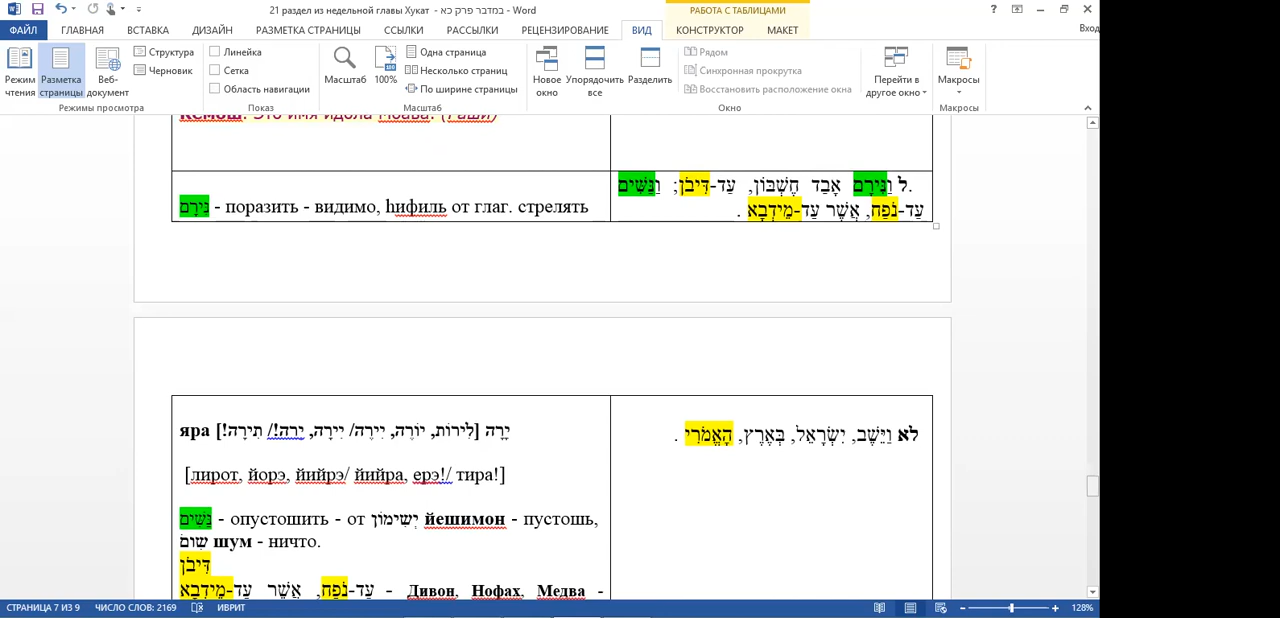 21 раздел из недельной главы Хукат - במדבר פרק כא - Word
РАБОТА С ТАБЛИЦАМИ
Вход
ФАЙЛ ГЛАВНАЯ ВСТАВКА ДИЗАЙН РАЗМЕТКА СТРАНИЦЫ ССЫЛКИ РАССЫЛКИ РЕЦЕНЗИРОВАНИЕ ВИД КОНСТРУКТОР МАКЕТ
Режим чтения
Разметка страницы
Веб-документ
Структура
Черновик
Режимы просмотра
Линейка
Сетка
Область навигации
Показ
Масштаб
100%
Одна страница
Несколько страниц
По ширине страницы
Масштаб
Новое окно
Упорядочить все
Разделить
Рядом
Синхронная прокрутка
Восстановить расположение окна
Перейти в другое окно
Окно
Макросы
Макросы
Кемош. Это имя идола Моава. (Раши)
.ל וַנִּירָם אָבַד חֶשְׁבּוֹן, עַד-דִּיבֹן; וַנַּשִּׁים
עַד-נֹפַח, אֲשֶׁר עַד-מֵידְבָא .
נִּירָם - поразить - видимо, hифиль от глаг. стрелять
яра [יָרָה [לִירוֹת, יוֹרֶה, יִירֶה/ יִירָה, יְרֵה!/ תִירָה!
[лирот, йорэ, йийрэ/ йийра, ерэ!/ тира!]
נַּשִּׁים - опустошить - от יְשִׁימוֹן йешимон - пустошь,
שׁוּם шум - ничто.
דִּיבֹן
עַד-נֹפַח, אֲשֶׁר עַד-מֵידְבָא - Дивон, Нофах, Медва -
לא וַיֵּשֶׁב, יִשְׂרָאֵל, בְּאֶרֶץ, הָאֱמֹרִי .
СТРАНИЦА 7 ИЗ 9 ЧИСЛО СЛОВ: 2169 ИВРИТ 128%